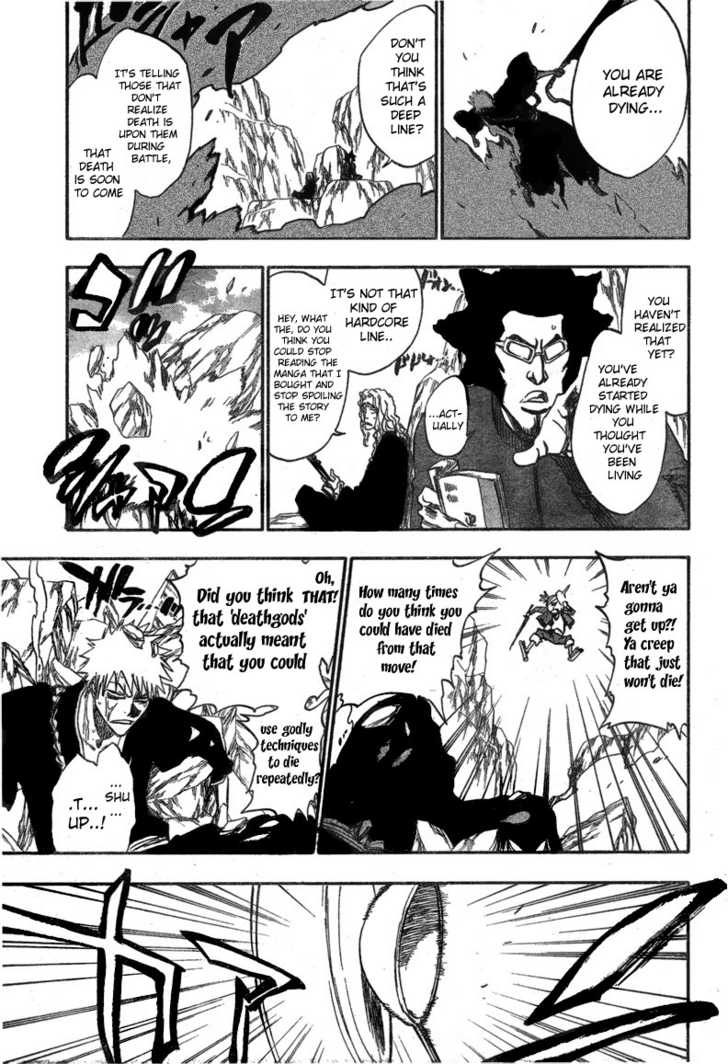 YOU ARE
ALREADY
DYING...
DON'T
YOU
THINK
THAT'S
SUCH A
DEEP
LINE?
IT'S TELLING
THOSE THAT
DON'T
REALIZE
DEATH IS
UPON THEM
DURING
BATTLE,
THAT
DEATH
IS SOON
TO COME
YOU
HAVEN'T
REALIZED
THAT
YET?
YOU'VE
ALREADY
STARTED
DYING WHILE
YOU
THOUGHT
YOU'VE
BEEN
LIVING
...ACT-
UALLY
IT'S NOT THAT
KIND OF
HARDCORE
LINE..
HEY, WHAT
THE, DO YOU
THINK YOU
COULD STOP
READING THE
MANGA THAT I
BOUGHT AND
STOP SPOILING
THE STORY
TO ME?
Aren't ya
gonna
get up?!
Ya creep
that just
won't die!
How many times
do you think you
could have died
from that
move!
Oh,
THAT!
Did you think
that 'deathgods'
actually meant
that you could
use godly
techniques
to die
repeatedly?
...
SHU
...
.T...
UP..!